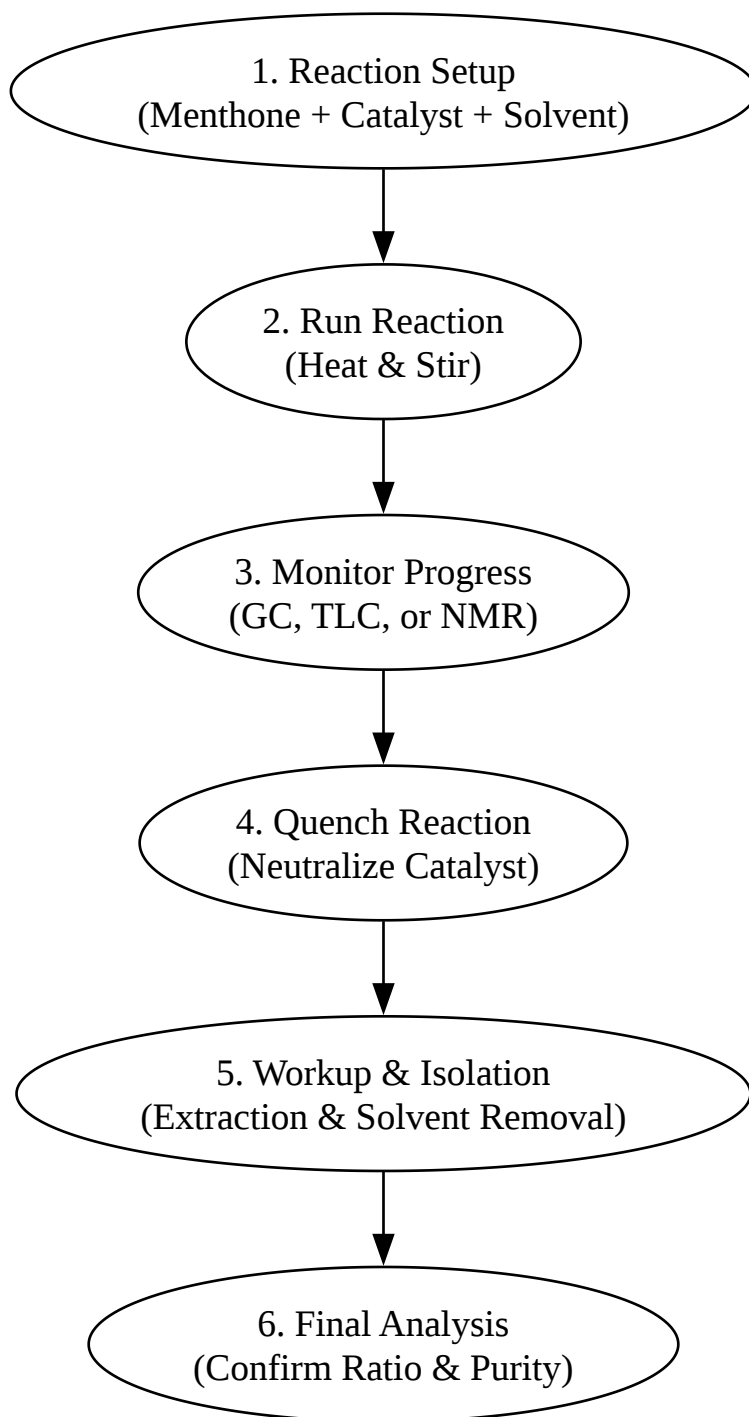 1. Reaction Setup
(Menthone + Catalyst + Solvent)
2. Run Reaction
(Heat & Stir)
3. Monitor Progress
(GC, TLC, or NMR)
4. Quench Reaction
(Neutralize Catalyst)
5. Workup & Isolation
(Extraction & Solvent Removal)
6. Final Analysis
(Confirm Ratio & Purity)